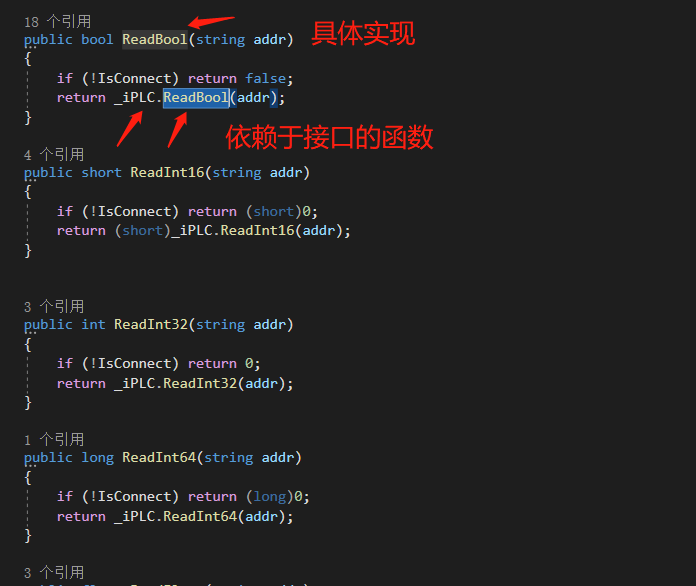 18 个引用
public bool ReadBool(string addr) 具体实现
{
if (!IsConnect) return false;
return _iPLC.ReadBool(addr);
} 依赖于接口的函数
4 个引用
public short ReadInt16(string addr)
{
if (!IsConnect) return (short)0;
return (short)_iPLC.ReadInt16(addr);
}
3 个引用
public int ReadInt32(string addr)
{
if (!IsConnect) return 0;
return _iPLC.ReadInt32(addr);
}
1 个引用
public long ReadInt64(string addr)
{
if (!IsConnect) return (long)0;
return _iPLC.ReadInt64(addr);
}
3 个引用